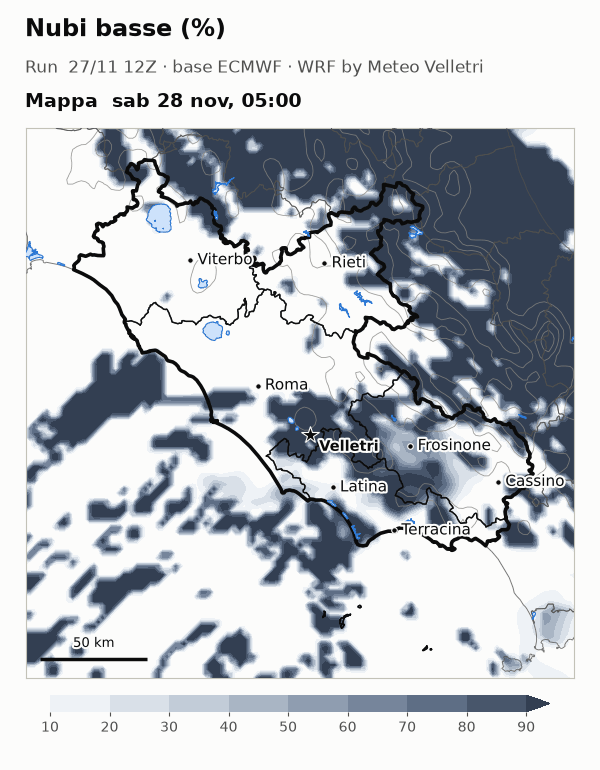 Nubi basse (%)
Run  27/11 12Z · base ECMWF · WRF by Meteo Velletri
Mappa  sab 28 nov, 05:00
Viterbo
Rieti
Roma
Velletri
Frosinone
Cassino
Latina
Terracina
50 km
10 20 30 40 50 60 70 80 90